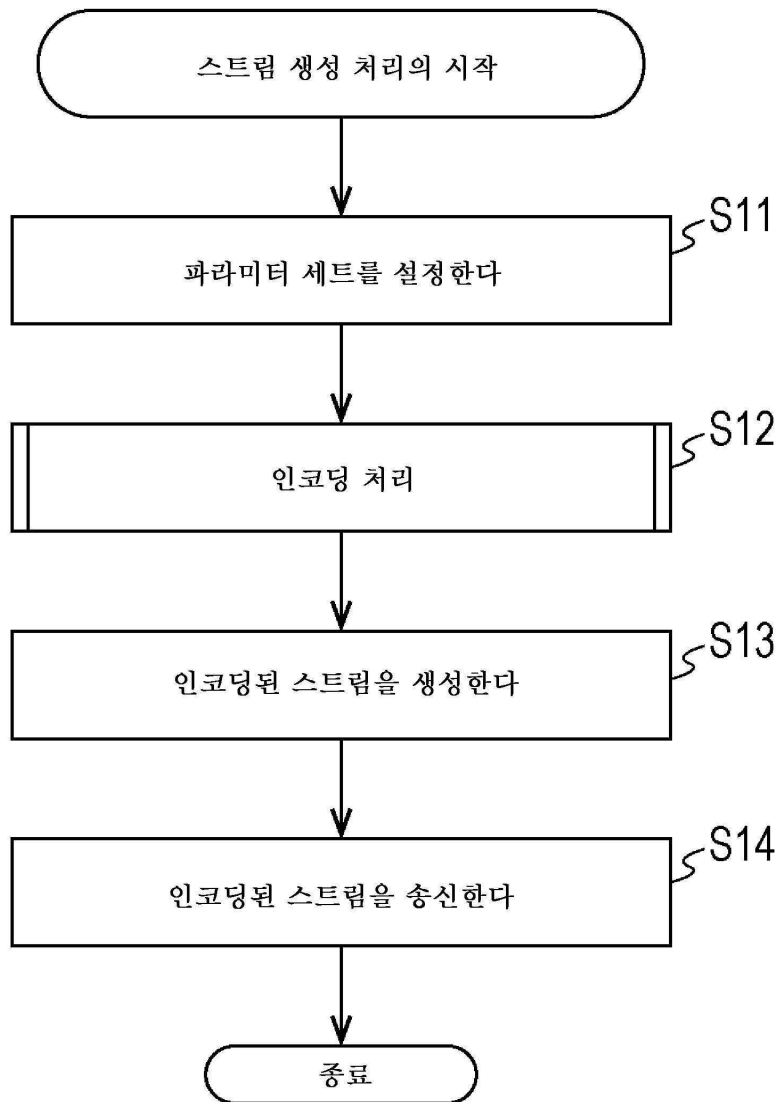 스트림 생성 처리의 시작
S11
파라미터 세트를 설정한다
S12
인코딩 처리
S13
인코딩된 스트림을 생성한다
S14
인코딩된 스트림을 송신한다
종료